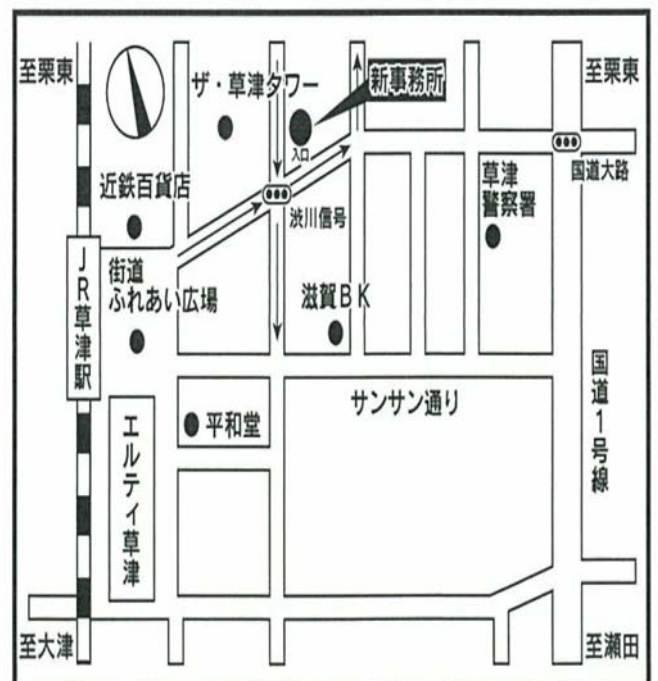 至栗東
至栗東
ザ・草津タワー
新事務所
入口
国道大路
近鉄百貨店
草津
警察署
渋川信号
JR草津駅
街道
ふれあい広場
滋賀BK
サンサン通り
国道1号線
平和堂
エルティ草津
至大津
至瀬田